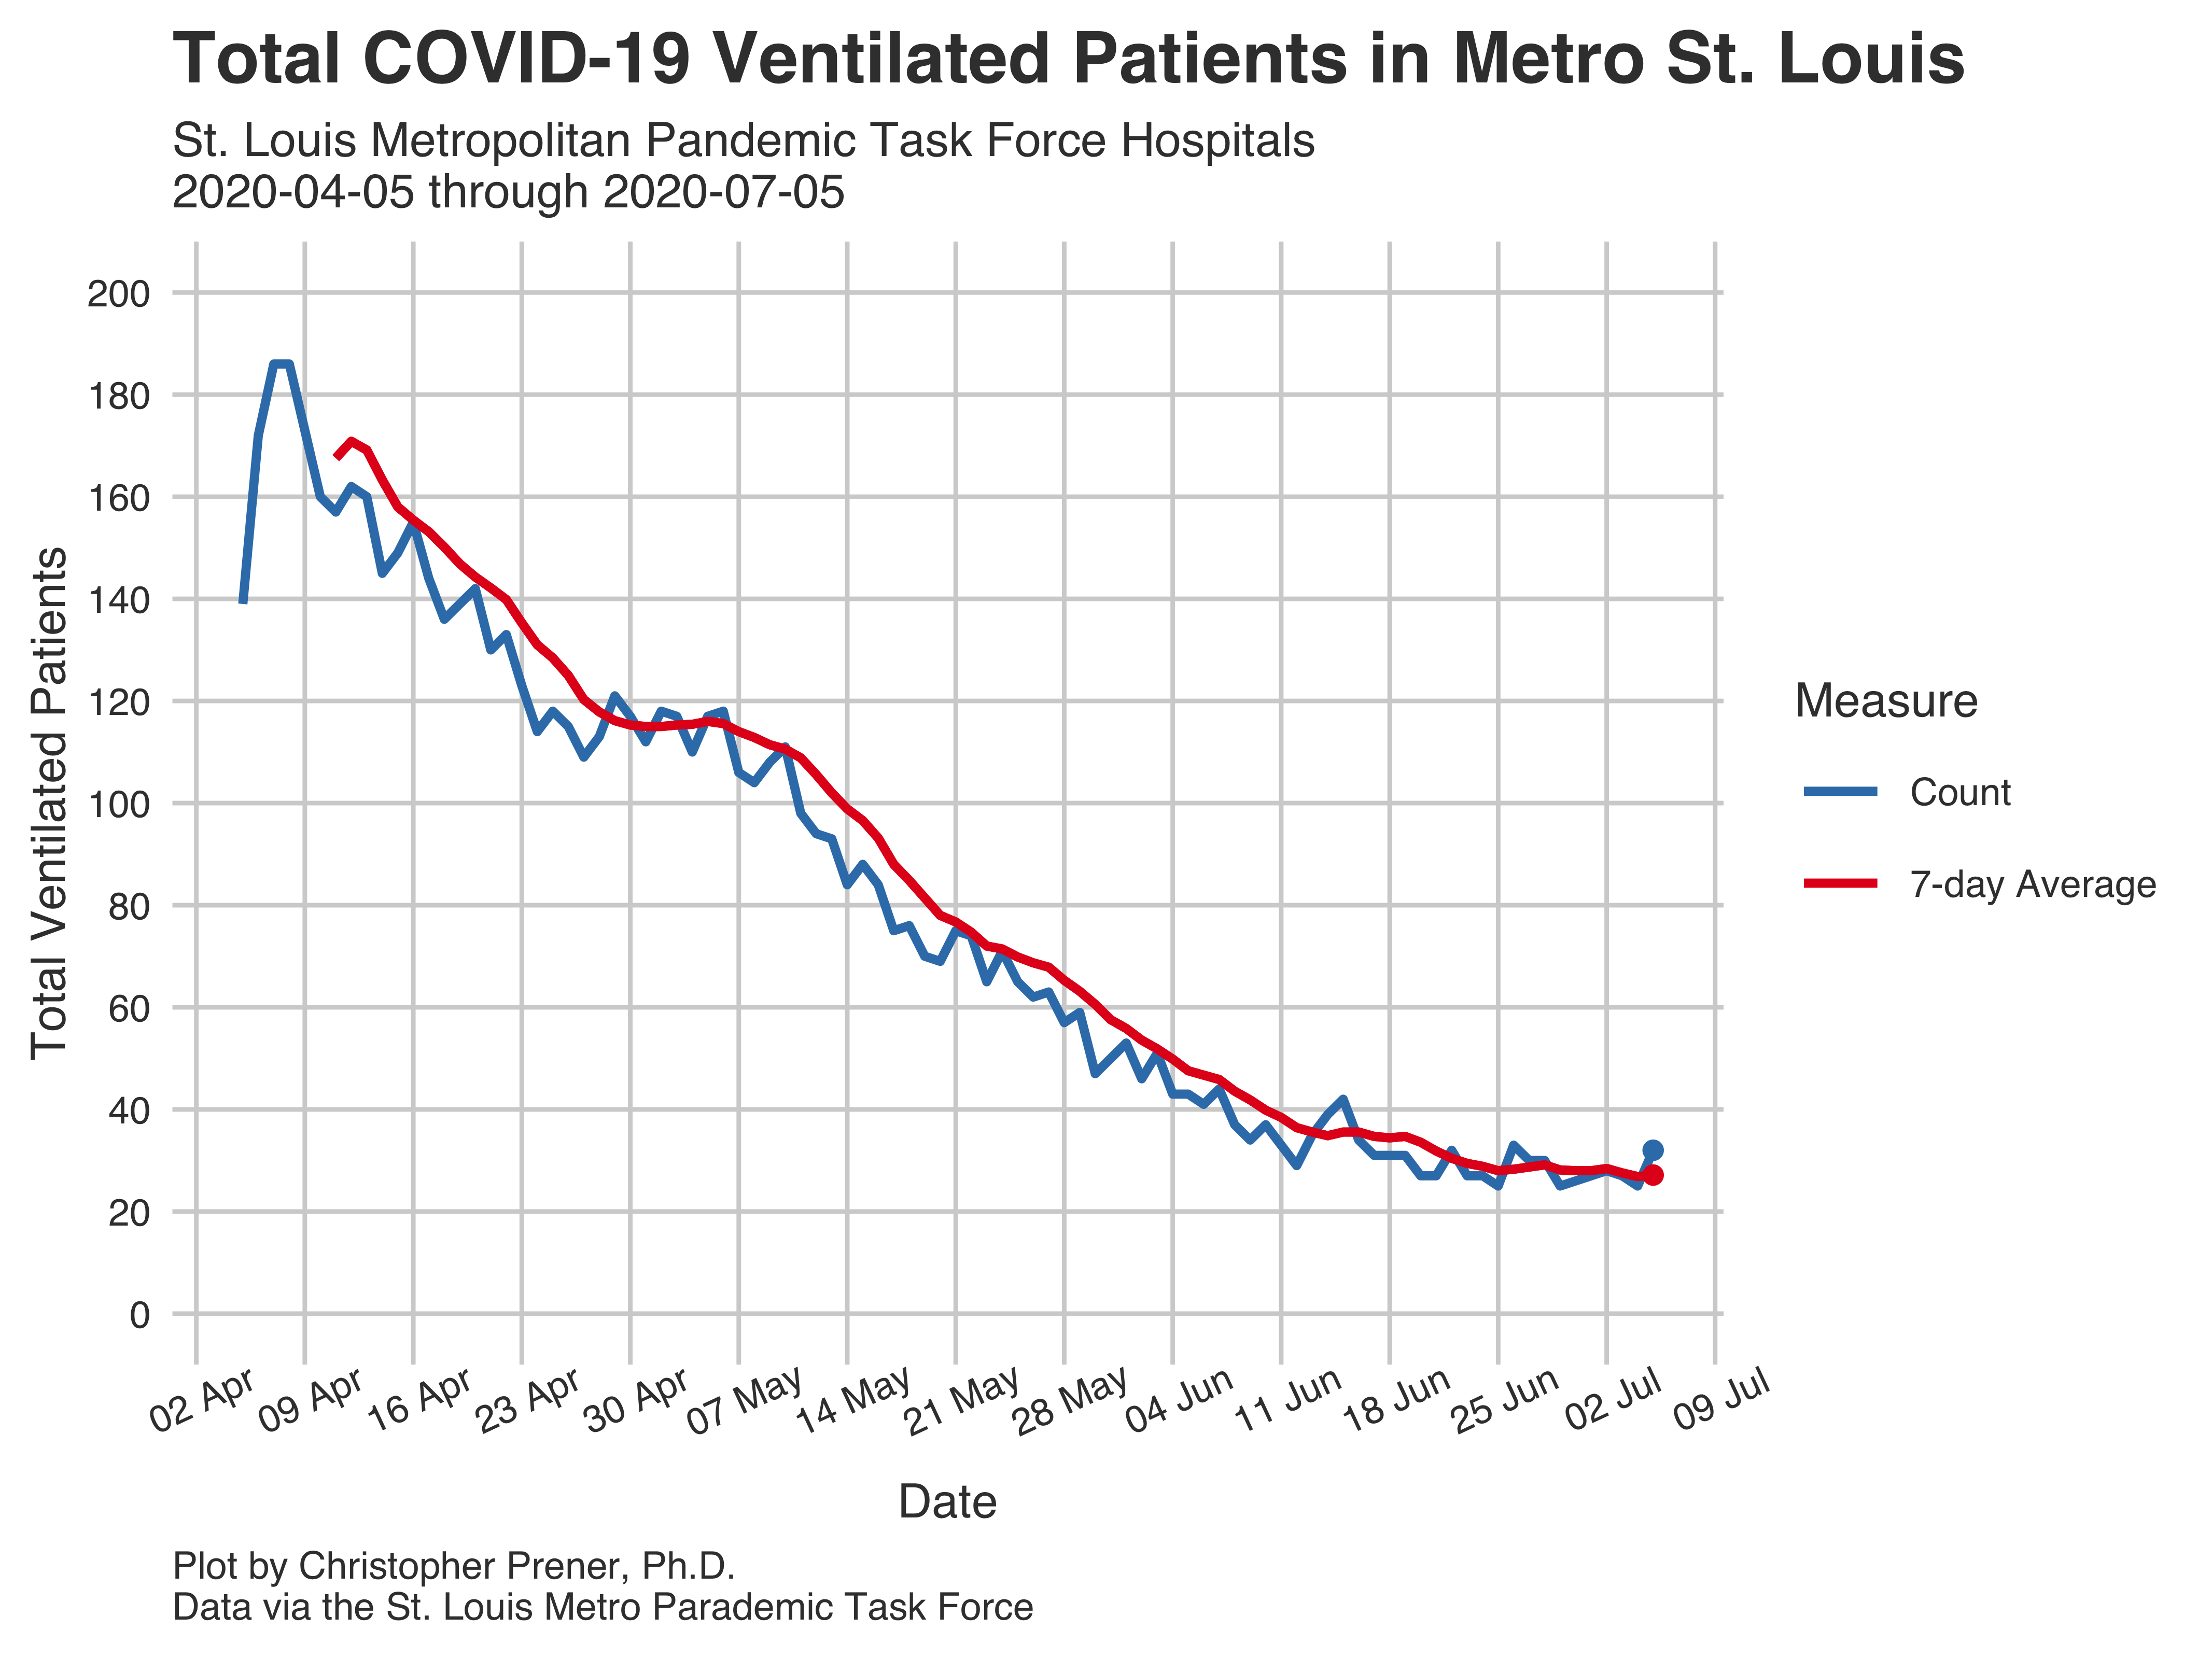 Total COVID-19 Ventilated Patients in Metro St. Louis
St. Louis Metropolitan Pandemic Task Force Hospitals
2020-04-05 through 2020-07-05
Total Ventilated Patients
200
180
160
140
120
100
80
60
40
20
0
02 Apr
09 Apr
16 Apr
23 Apr
30 Apr
07 May
14 May
21 May
28 May
04 Jun
11 Jun
18 Jun
25 Jun
02 Jul
09 Jul
Date
Measure
Count
7-day Average
Plot by Christopher Prener, Ph.D.
Data via the St. Louis Metro Parademic Task Force